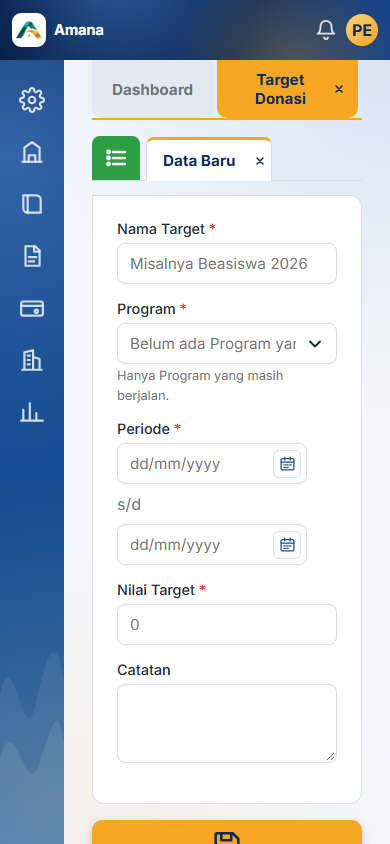 Amana
PE
Dashboard
Target
Donasi
×
Data Baru
×
Nama Target *
Misalnya Beasiswa 2026
Program *
Belum ada Program yar
Hanya Program yang masih
berjalan.
Periode *
dd/mm/yyyy
s/d
dd/mm/yyyy
Nilai Target *
0
Catatan